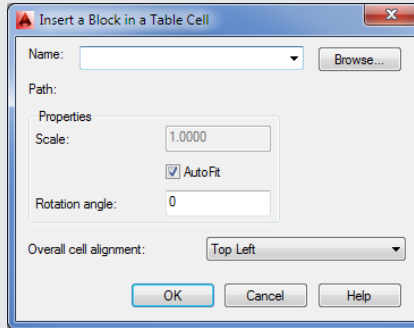 Insert a Block in a Table Cell
Name:
Browse...
Path:
Properties
Scale: 1.0000
AutoFit
Rotation angle: 0
Overall cell alignment: Top Left
OK Cancel Help